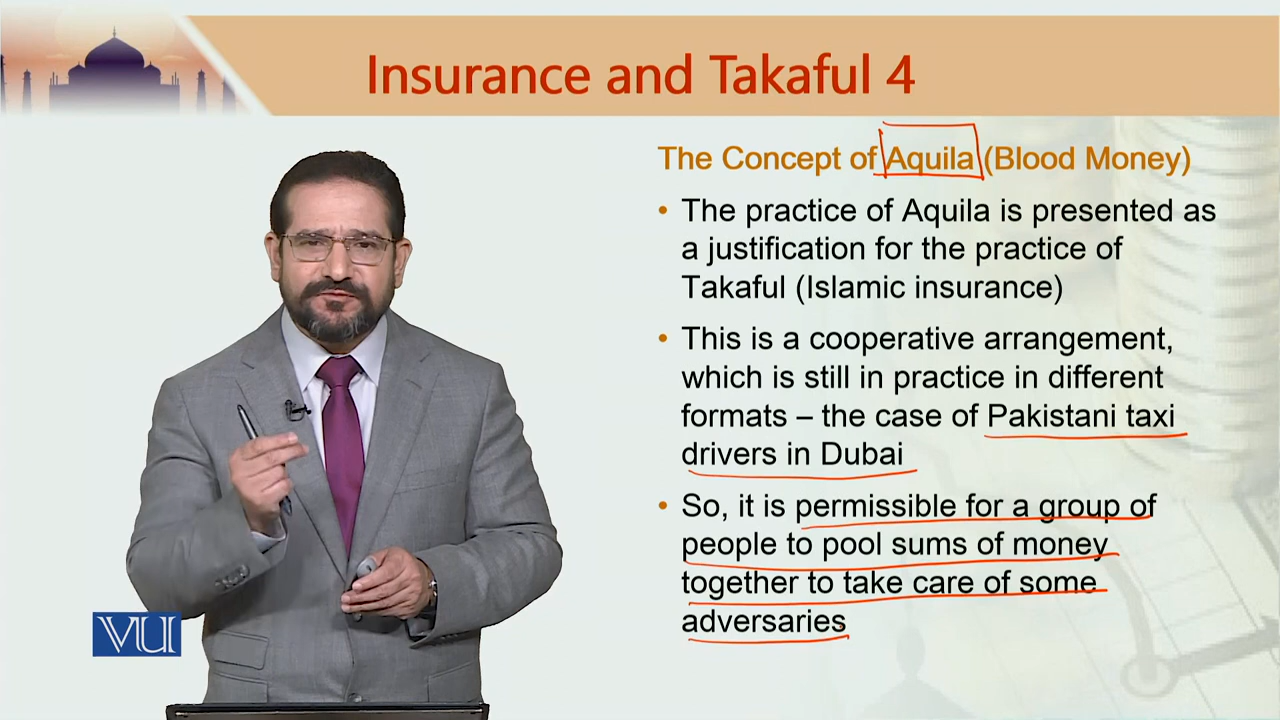 Insurance and Takaful 4
The Concept of Aquila (Blood Money)
• The practice of Aquila is presented as
a justification for the practice of
Takaful (Islamic insurance)
• This is a cooperative arrangement,
which is still in practice in different
formats – the case of Pakistani taxi
drivers in Dubai
• So, it is permissible for a group of
people to pool sums of money
together to take care of some
adversaries
VU